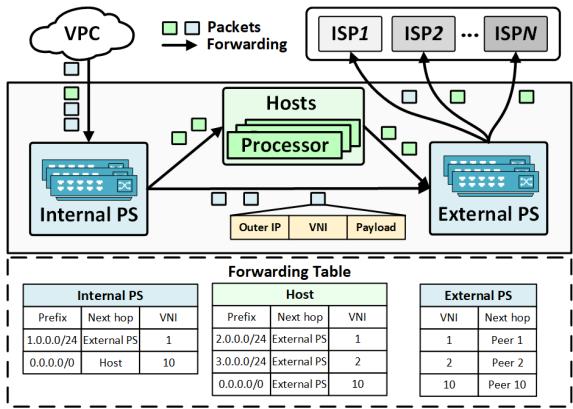 VPC
Packets
Forwarding
ISP1 ISP2 ... ISPN
Hosts
Processor
Internal PS
External PS
Outer IP VNI Payload
Forwarding Table
Internal PS
Prefix Next hop VNI
1.0.0.0/24 External PS 1
0.0.0.0/0 Host 10
Host
Prefix Next hop VNI
2.0.0.0/24 External PS 1
3.0.0.0/24 External PS 2
0.0.0.0/0 External PS 10
External PS
VNI Next hop
1 Peer 1
2 Peer 2
10 Peer 10